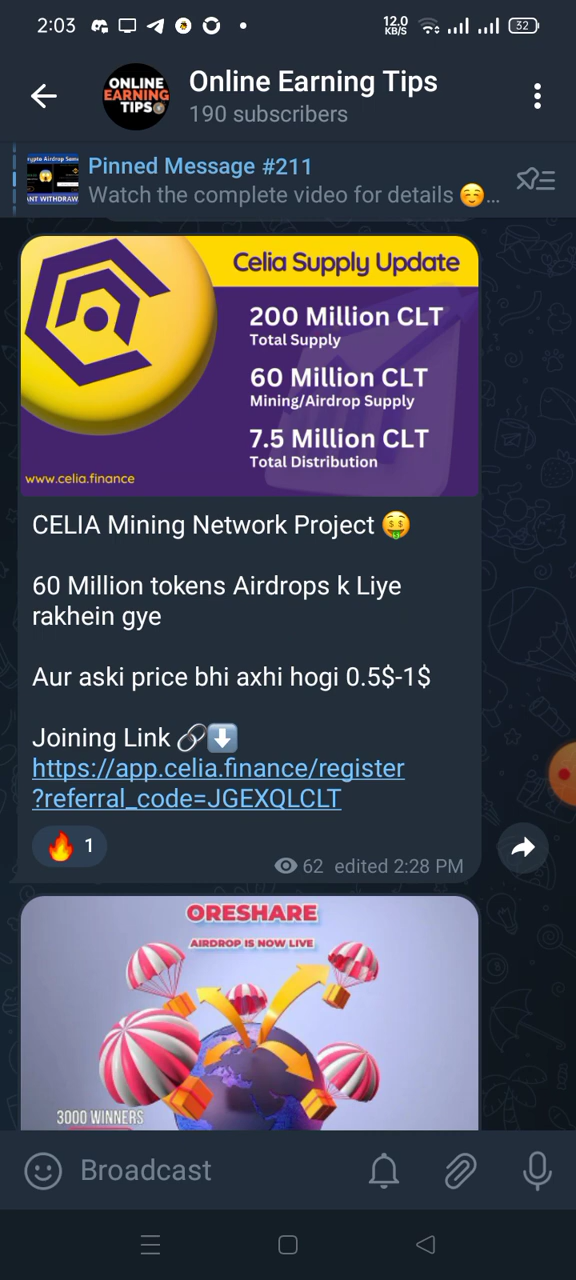 2:03
12.0
KB/S
32
ONLINE
EARNING
TIPS
Online Earning Tips
190 subscribers
Pinned Message #211
Watch the complete video for details ☺️...
Celia Supply Update
200 Million CLT
Total Supply
60 Million CLT
Mining/Airdrop Supply
7.5 Million CLT
Total Distribution
www.celia.finance
CELIA Mining Network Project 🤑
60 Million tokens Airdrops k Liye
rakhein gye
Aur aski price bhi axhi hogi 0.5$-1$
Joining Link 🔗⬇️
https://app.celia.finance/register
?referral_code=JGEXQLCLT
🔥 1
62 edited 2:28 PM
ORESHARE
AIRDROP IS NOW LIVE
3000 WINNERS
Broadcast